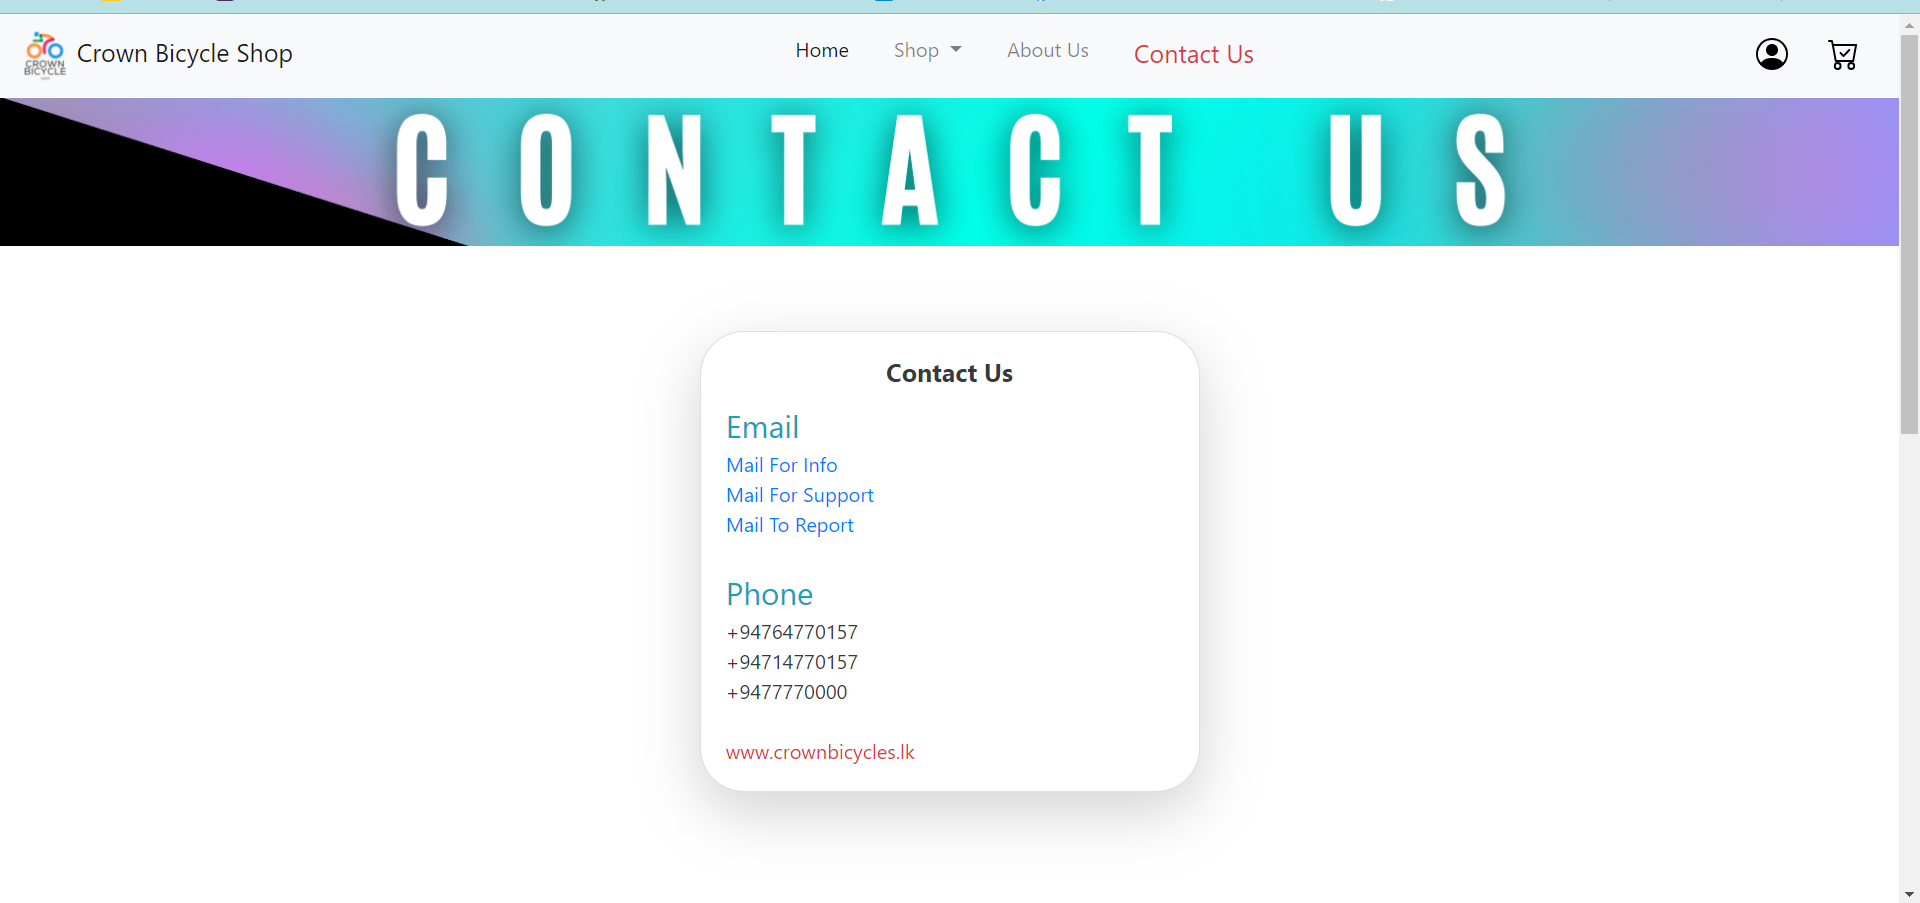 CROWN
BICYCLE
Crown Bicycle Shop
Home
Shop
About Us
Contact Us
CONTACT US
Contact Us
Email
Mail For Info
Mail For Support
Mail To Report
Phone
+94764770157
+94714770157
+9477770000
www.crownbicycles.lk